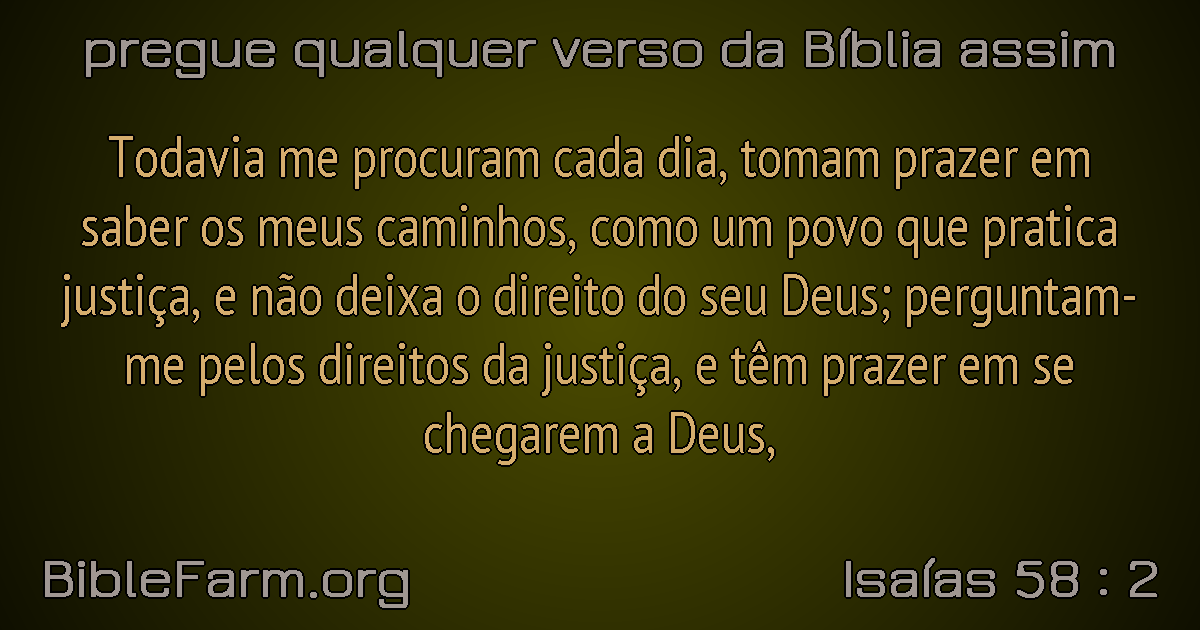 pregue qualquer verso da Bíblia assim
Todavia me procuram cada dia, tomam prazer em
saber os meus caminhos, como um povo que pratica
justiça, e não deixa o direito do seu Deus; perguntam-
me pelos direitos da justiça, e têm prazer em se
chegarem a Deus,
BibleFarm.org
Isaías 58 : 2